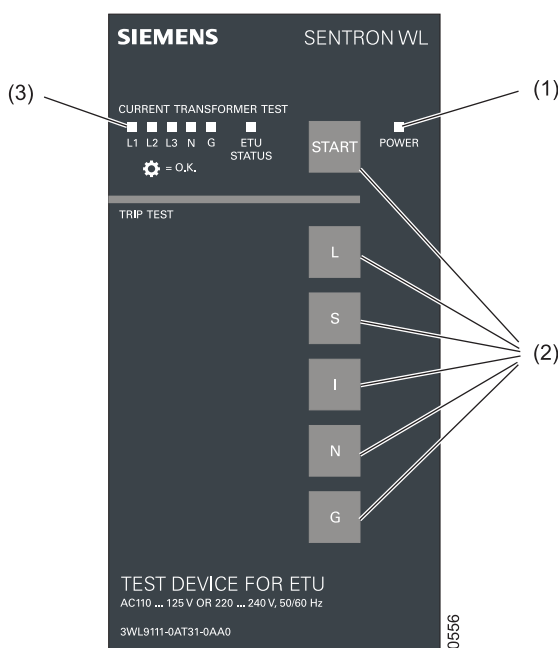 SIEMENS SENTRON WL
(3) (1)
CURRENT TRANSFORMER TEST
L1 L2 L3 N G ETU STATUS START POWER
= O.K.
TRIP TEST
L
S
(2)
I
N
G
TEST DEVICE FOR ETU
AC110 ... 125 V OR 220 ... 240 V, 50/60 Hz
3WL9111-0AT31-0AA0
0556